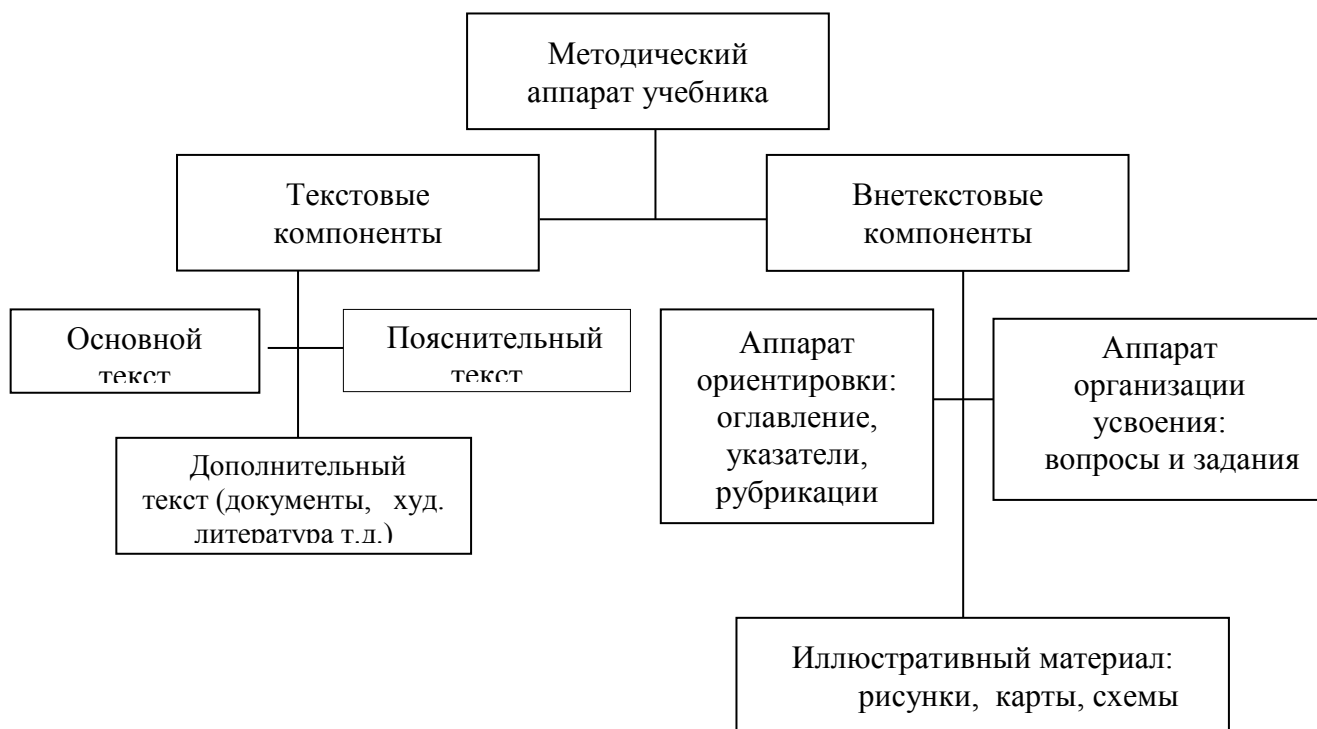 Методический
аппарат учебника
Текстовые
компоненты
Внетекстовые
компоненты
Основной
текст
Пояснительный
текст
Дополнительный
текст (документы, худ.
литература т.д.)
Аппарат
ориентировки:
оглавление,
указатели,
рубрикации
Аппарат
организации
усвоения:
вопросы и задания
Иллюстративный материал:
рисунки, карты, схемы